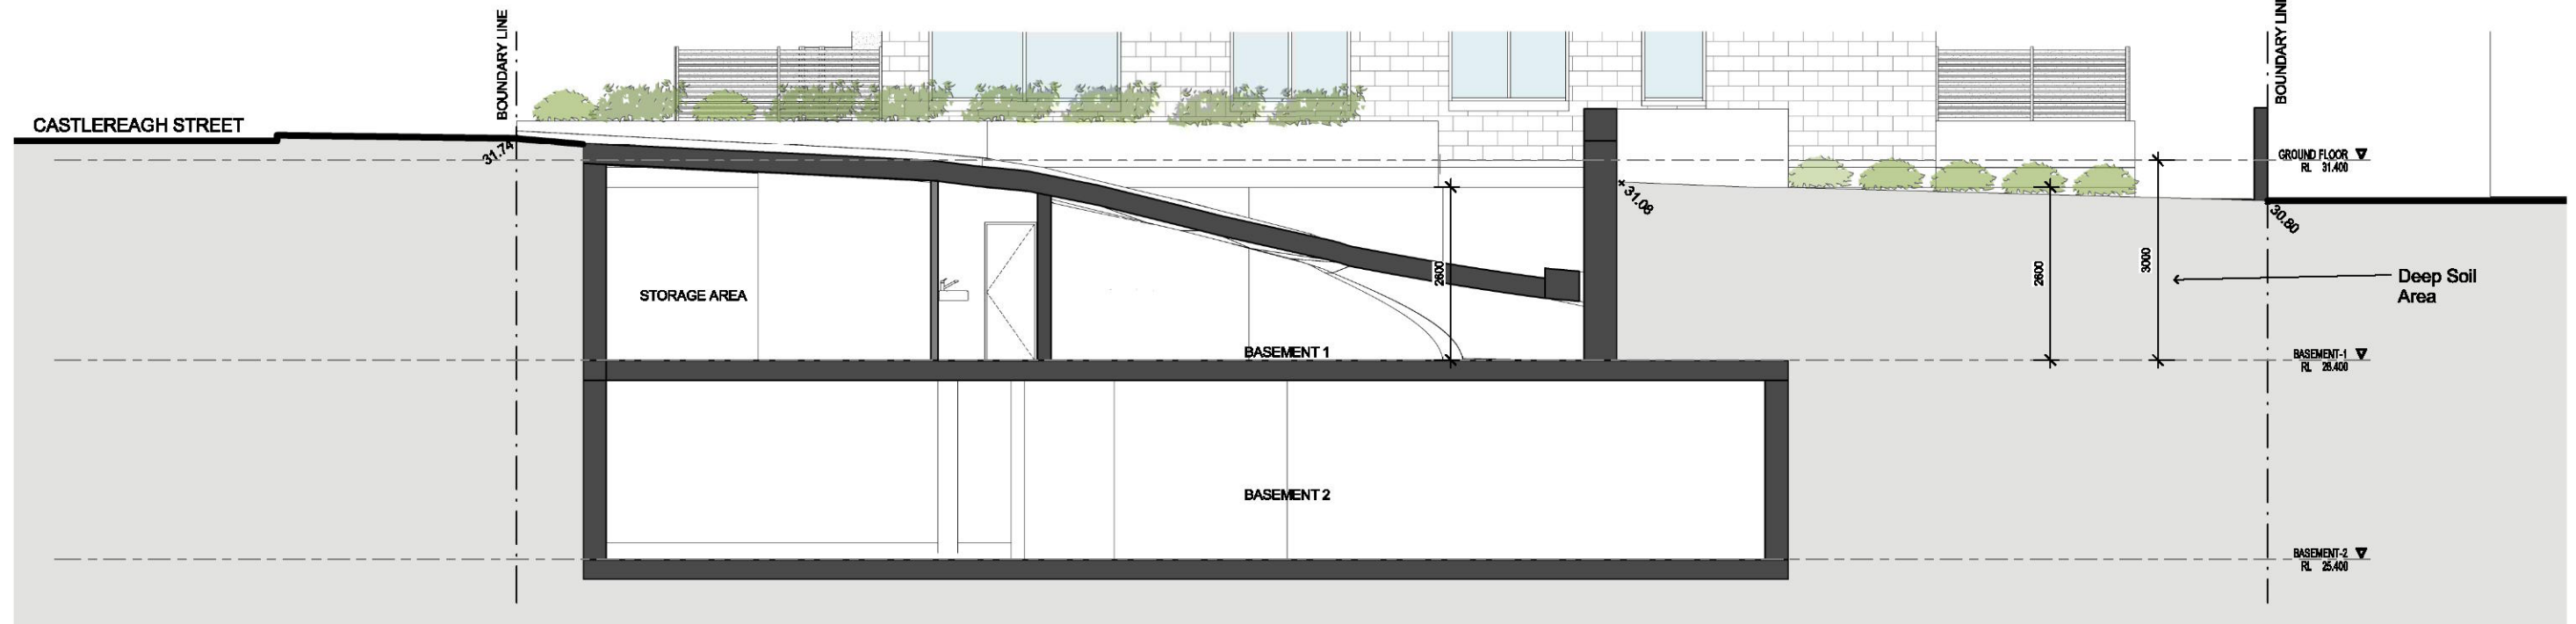 BOUNDARY LINE
BOUNDARY LINE
CASTLEREAGH STREET
31.74
GROUND FLOOR
RL 31.400
31.08
30.80
STORAGE AREA
2600
2600
3000
Deep Soil
Area
BASEMENT 1
BASEMENT-1
RL 28.400
BASEMENT 2
BASEMENT-2
RL 25.400